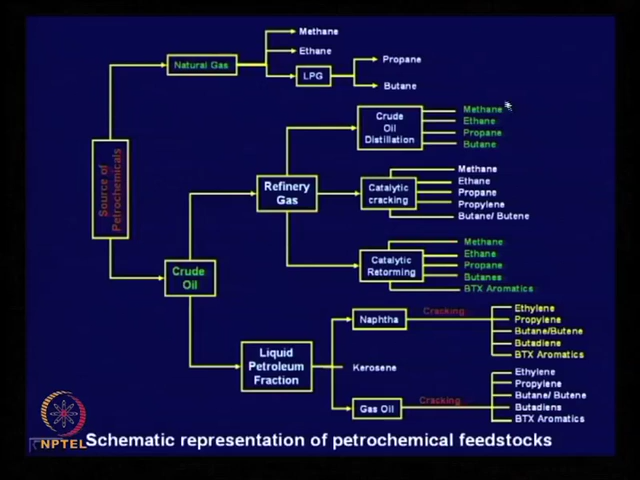 Methane
Natural Gas
Ethane
LPG
Propane
Butane
Source of
Petrochemicals
Crude
Oil
Refinery
Gas
Crude
Oil
Distillation
Methane
Ethane
Propane
Butane
Catalytic
cracking
Methane
Ethane
Propane
Propylene
Butane/ Butene
Catalytic
Retorming
Methane
Ethane
Propane
Butanes
BTX Aromatics
Liquid
Petroleum
Fraction
Naphtha
Cracking
Ethylene
Propylene
Butane/Butene
Butadiene
BTX Aromatics
Kerosene
Gas Oil
Cracking
Ethylene
Propylene
Butane/ Butene
Butadiens
BTX Aromatics
NPTEL
Schematic representation of petrochemical feedstocks